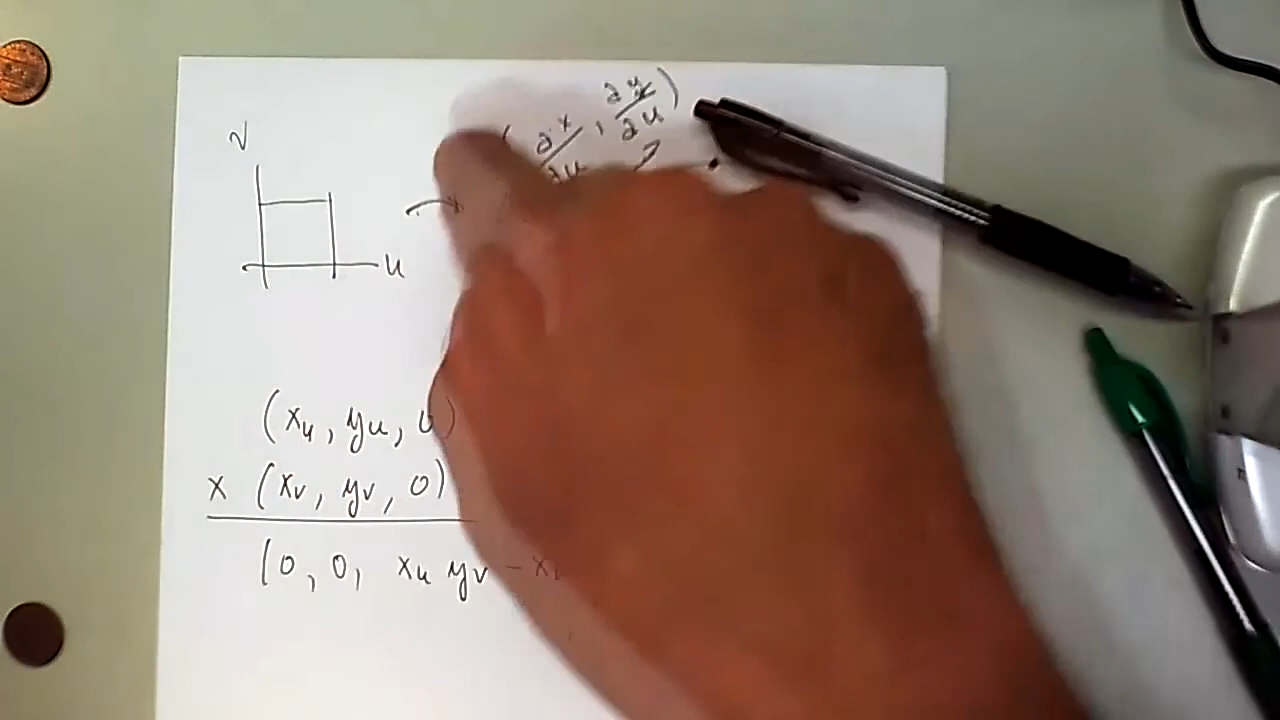 (∂x/∂u, ∂y/∂u)
v
u
(xu, yu, 0)
x (xv, yv, 0)
(0, 0, xu yv - x